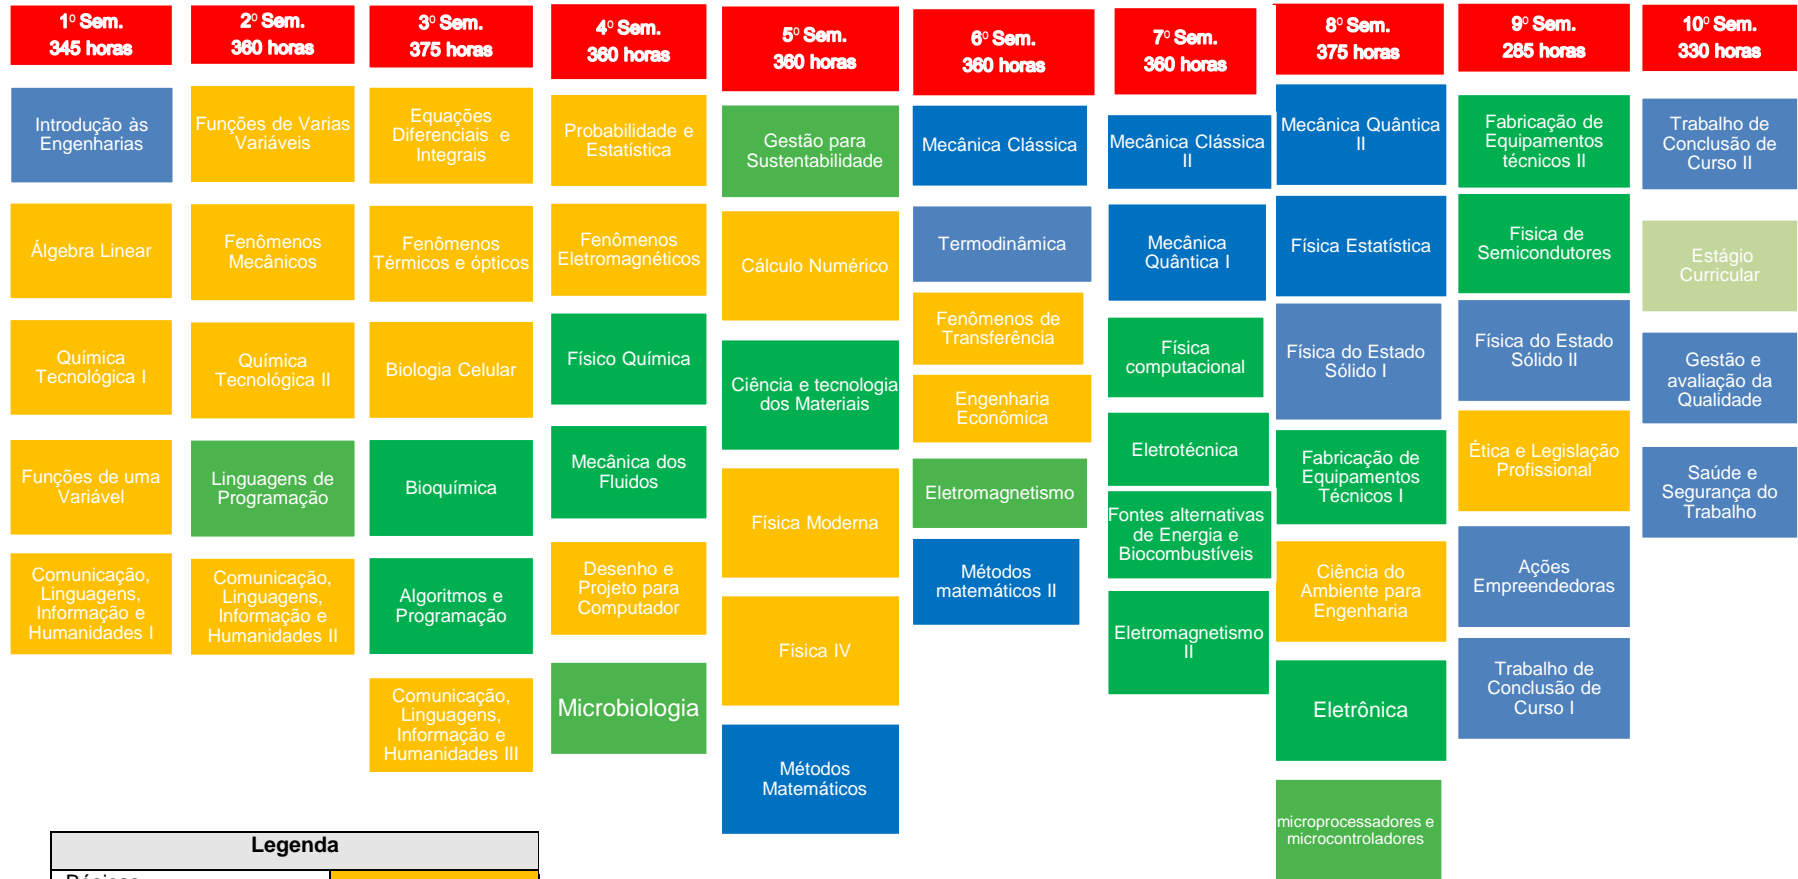 1º Sem.
345 horas
2º Sem.
360 horas
3º Sem.
375 horas
4º Sem.
360 horas
5º Sem.
360 horas
6º Sem.
360 horas
7º Sem.
360 horas
8º Sem.
375 horas
9º Sem.
285 horas
10º Sem.
330 horas
Introdução às
Engenharias
Álgebra Linear
Química
Tecnológica I
Funções de uma
Variável
Comunicação,
Linguagens,
Informação e
Humanidades I
Funções de Varias
Variáveis
Fenômenos
Mecânicos
Química
Tecnológica II
Linguagens de
Programação
Comunicação,
Linguagens,
Informação e
Humanidades II
Equações
Diferenciais e
Integrais
Fenômenos
Térmicos e ópticos
Biologia Celular
Bioquímica
Algoritmos e
Programação
Comunicação,
Linguagens,
Informação e
Humanidades III
Probabilidade e
Estatística
Fenômenos
Eletromagnéticos
Físico Química
Mecânica dos
Fluidos
Desenho e
Projeto para
Computador
Microbiologia
Gestão para
Sustentabilidade
Cálculo Numérico
Ciência e tecnologia
dos Materiais
Física Moderna
Física IV
Métodos
Matemáticos
Mecânica Clássica
Termodinâmica
Fenômenos de
Transferência
Engenharia
Econômica
Eletromagnetismo
Métodos
matemáticos II
Mecânica Clássica
II
Mecânica
Quântica I
Física
computacional
Eletrotécnica
Fontes alternativas
de Energia e
Biocombustíveis
Eletromagnetismo
II
Mecânica Quântica
II
Física Estatística
Física do Estado
Sólido I
Fabricação de
Equipamentos
Técnicos I
Ciência do
Ambiente para
Engenharia
Eletrônica
microprocessadores e
microcontroladores
Fabricação de
Equipamentos
técnicos II
Fisica de
Semicondutores
Física do Estado
Sólido II
Ética e Legislação
Profissional
Ações
Empreendedoras
Trabalho de
Conclusão de
Curso I
Trabalho de
Conclusão de
Curso II
Estágio
Curricular
Gestão e
avaliação da
Qualidade
Saúde e
Segurança do
Trabalho
Legenda